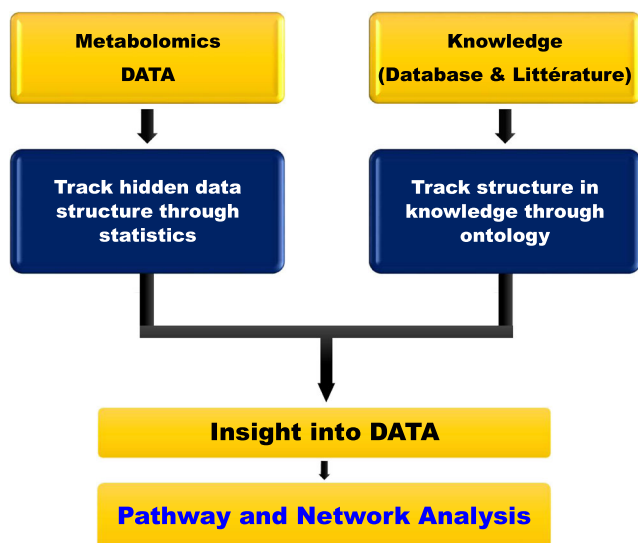 Metabolomics
DATA
Knowledge
(Database & Littérature)
Track hidden data
structure through
statistics
Track structure in
knowledge through
ontology
Insight into DATA
Pathway and Network Analysis